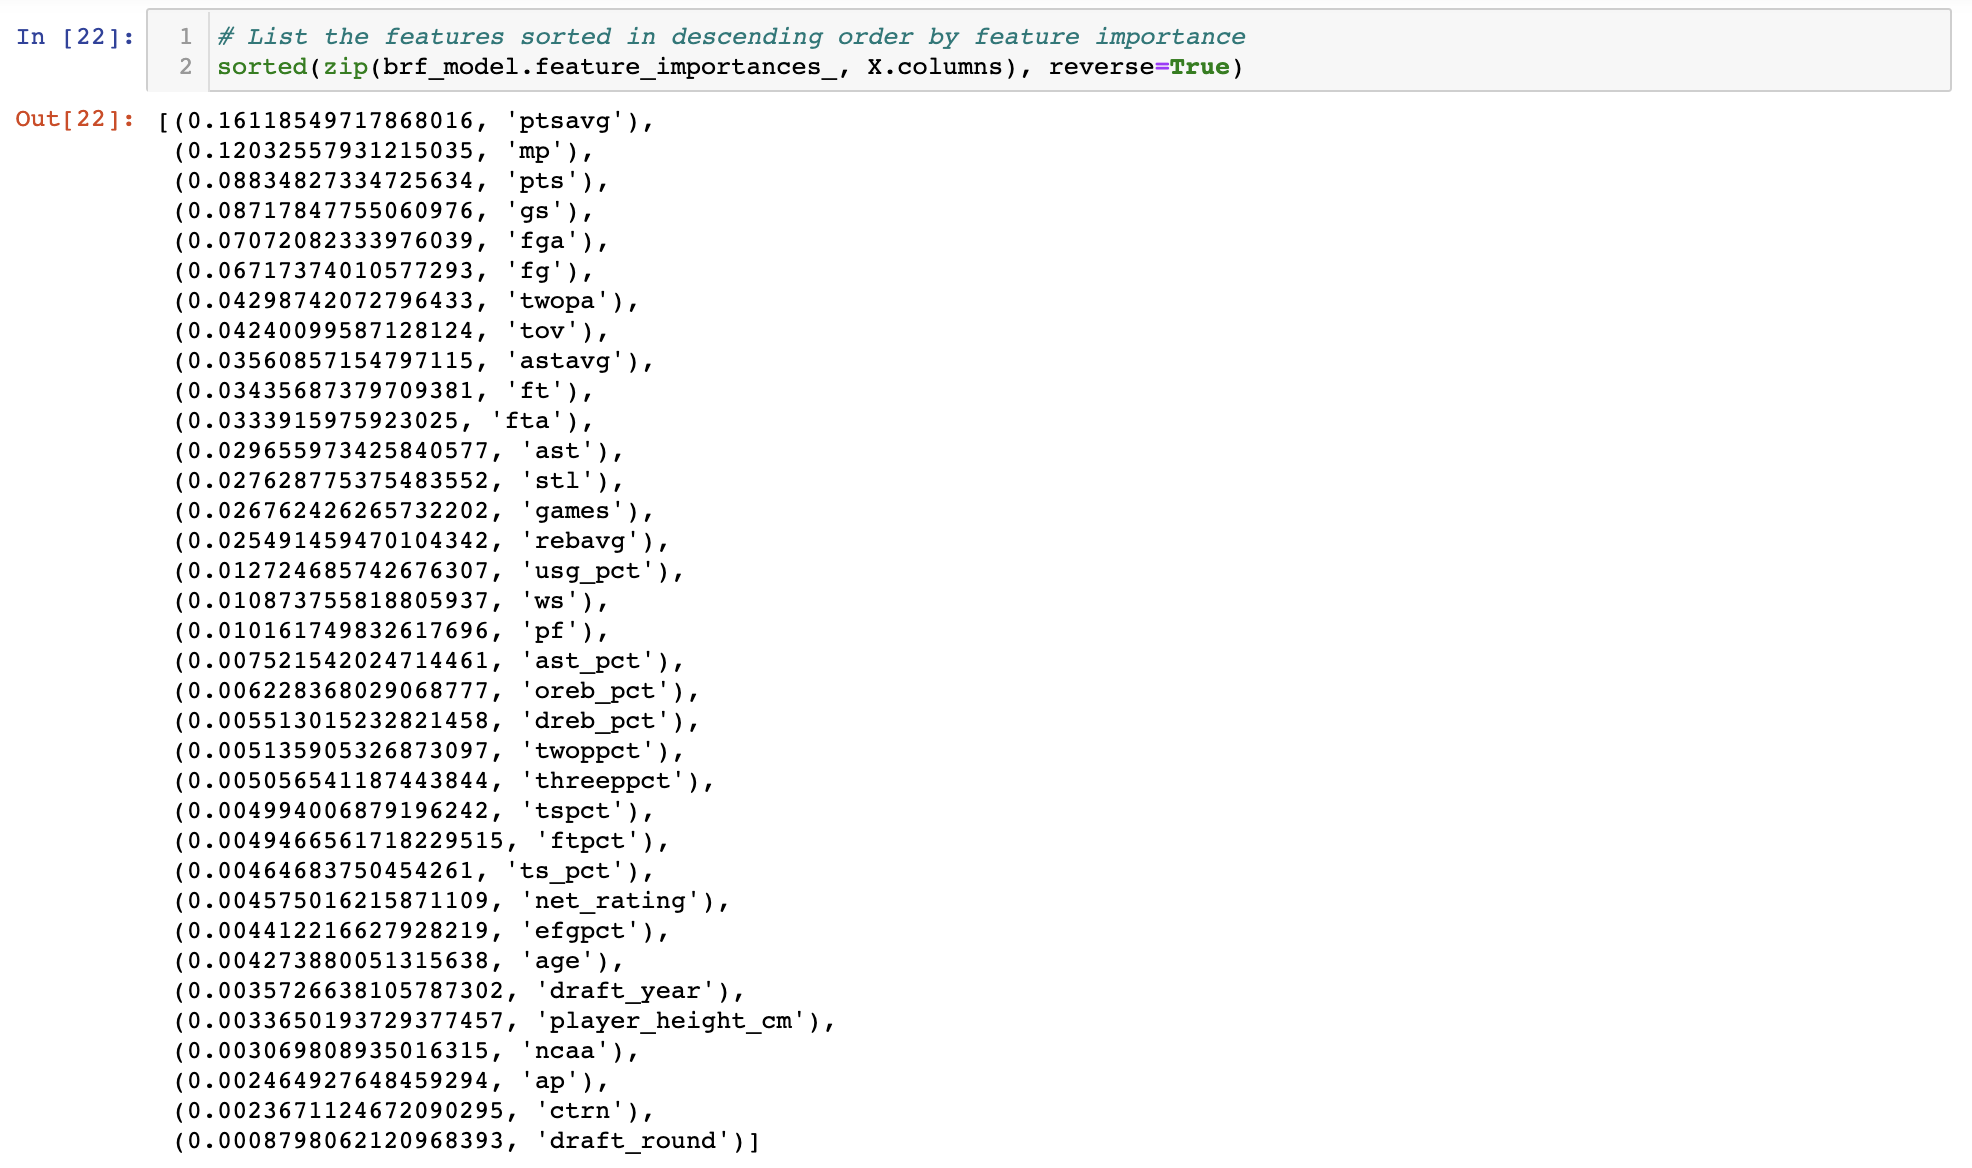 In [22]:
1 # List the features sorted in descending order by feature importance
2 sorted(zip(brf_model.feature_importances_, X.columns), reverse=True)
Out[22]: [(0.16118549717868016, 'ptsavg'),
(0.12032557931215035, 'mp'),
(0.08834827334725634, 'pts'),
(0.08717847755060976, 'gs'),
(0.07072082333976039, 'fga'),
(0.06717374010577293, 'fg'),
(0.04298742072796433, 'twopa'),
(0.04240099587128124, 'tov'),
(0.03560857154797115, 'astavg'),
(0.03435687379709381, 'ft'),
(0.0333915975923025, 'fta'),
(0.029655973425840577, 'ast'),
(0.027628775375483552, 'stl'),
(0.026762426265732202, 'games'),
(0.025491459470104342, 'rebavg'),
(0.012724685742676307, 'usg_pct'),
(0.010873755818805937, 'ws'),
(0.010161749832617696, 'pf'),
(0.007521542024714461, 'ast_pct'),
(0.006228368029068777, 'oreb_pct'),
(0.005513015232821458, 'dreb_pct'),
(0.005135905326873097, 'twoppct'),
(0.005056541187443844, 'threeppct'),
(0.004994006879196242, 'tspct'),
(0.0049466561718229515, 'ftpct'),
(0.00464683750454261, 'ts_pct'),
(0.004575016215871109, 'net_rating'),
(0.004412216627928219, 'efgpct'),
(0.004273880051315638, 'age'),
(0.0035726638105787302, 'draft_year'),
(0.0033650193729377457, 'player_height_cm'),
(0.003069808935016315, 'ncaa'),
(0.002464927648459294, 'ap'),
(0.0023671124672090295, 'ctrn'),
(0.0008798062120968393, 'draft_round')]